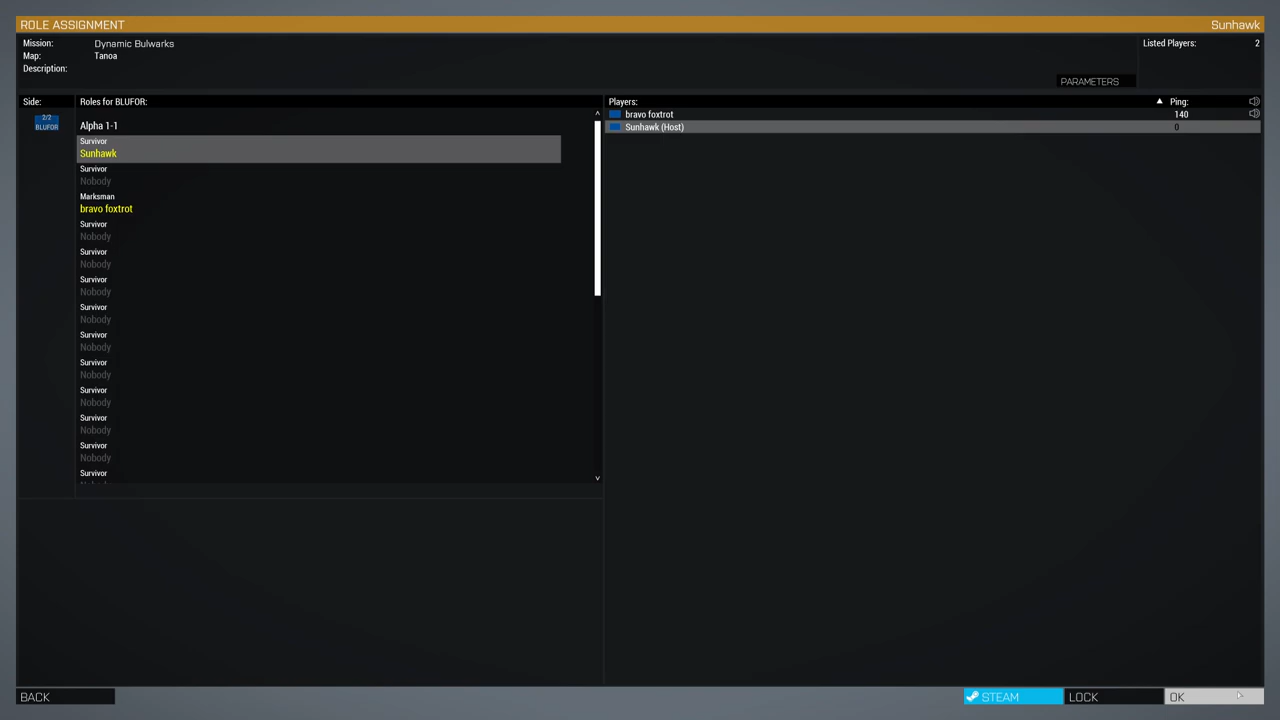 ROLE ASSIGNMENT
Sunhawk
Mission: Dynamic Bulwarks
Map: Tanoa
Description:
Listed Players: 2
PARAMETERS
Side:
2/2
BLUFOR
Roles for BLUFOR:
Alpha 1-1
Survivor
Sunhawk
Survivor
Nobody
Marksman
bravo foxtrot
Survivor
Nobody
Survivor
Nobody
Survivor
Nobody
Survivor
Nobody
Survivor
Nobody
Survivor
Nobody
Survivor
Nobody
Survivor
Nobody
Survivor
Nobody
Survivor
Players: Ping:
bravo foxtrot 140
Sunhawk (Host) 0
BACK
STEAM
LOCK
OK